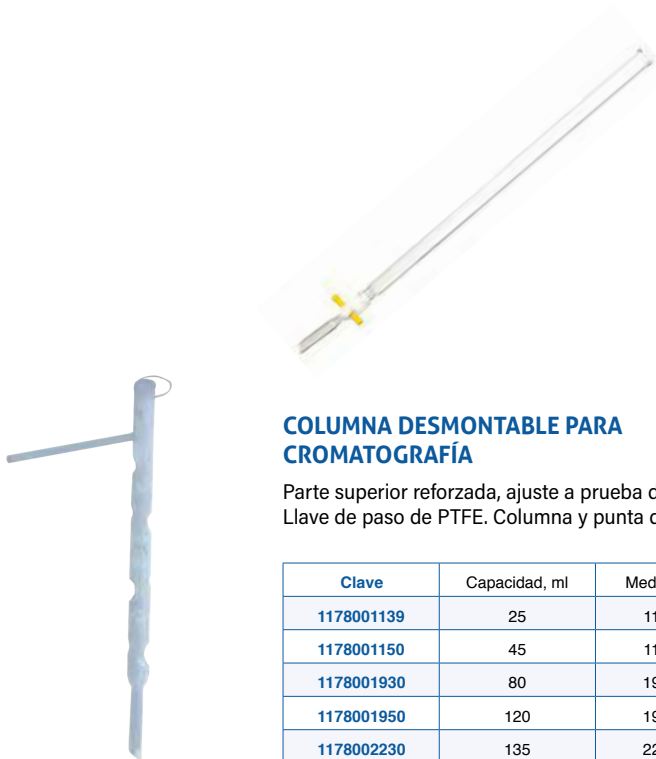 COLUMNA DESMONTABLE PARA
CROMATOGRAFÍA
Parte superior reforzada, ajuste a prueba
Llave de paso de PTFE. Columna y punta
Clave Capacidad, ml
1178001139 25
1178001150 45
1178001930 80
1178001950 120
1178002230 135